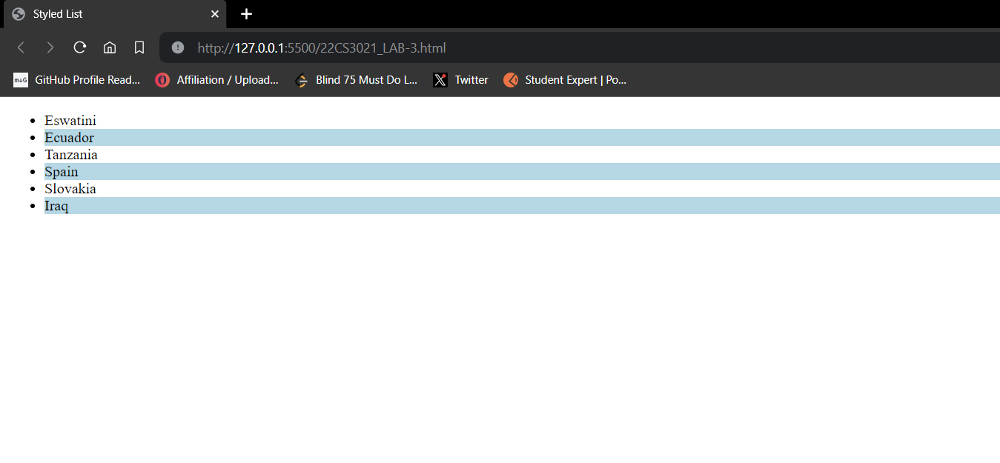 Styled List
http://127.0.0.1:5500/22CS3021_LAB-3.html
m↓G GitHub Profile Read... Affiliation / Upload... Blind 75 Must Do L... X Twitter Student Expert | Po...
Eswatini
Ecuador
Tanzania
Spain
Slovakia
Iraq